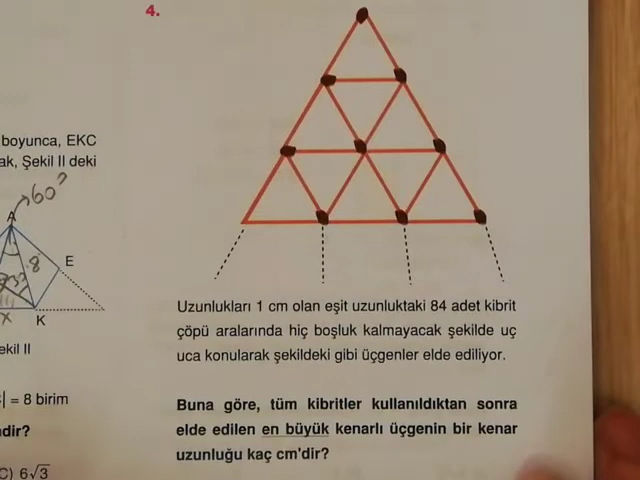 4.
boyunca, EKC
ak, Şekil II deki
60°
A
8
E
x
K
ekil II
| = 8 birim
dir?
C) 6√3
Uzunlukları 1 cm olan eşit uzunluktaki 84 adet kibrit
çöpü aralarında hiç boşluk kalmayacak şekilde uç
uca konularak şekildeki gibi üçgenler elde ediliyor.
Buna göre, tüm kibritler kullanıldıktan sonra
elde edilen en büyük kenarlı üçgenin bir kenar
uzunluğu kaç cm'dir?